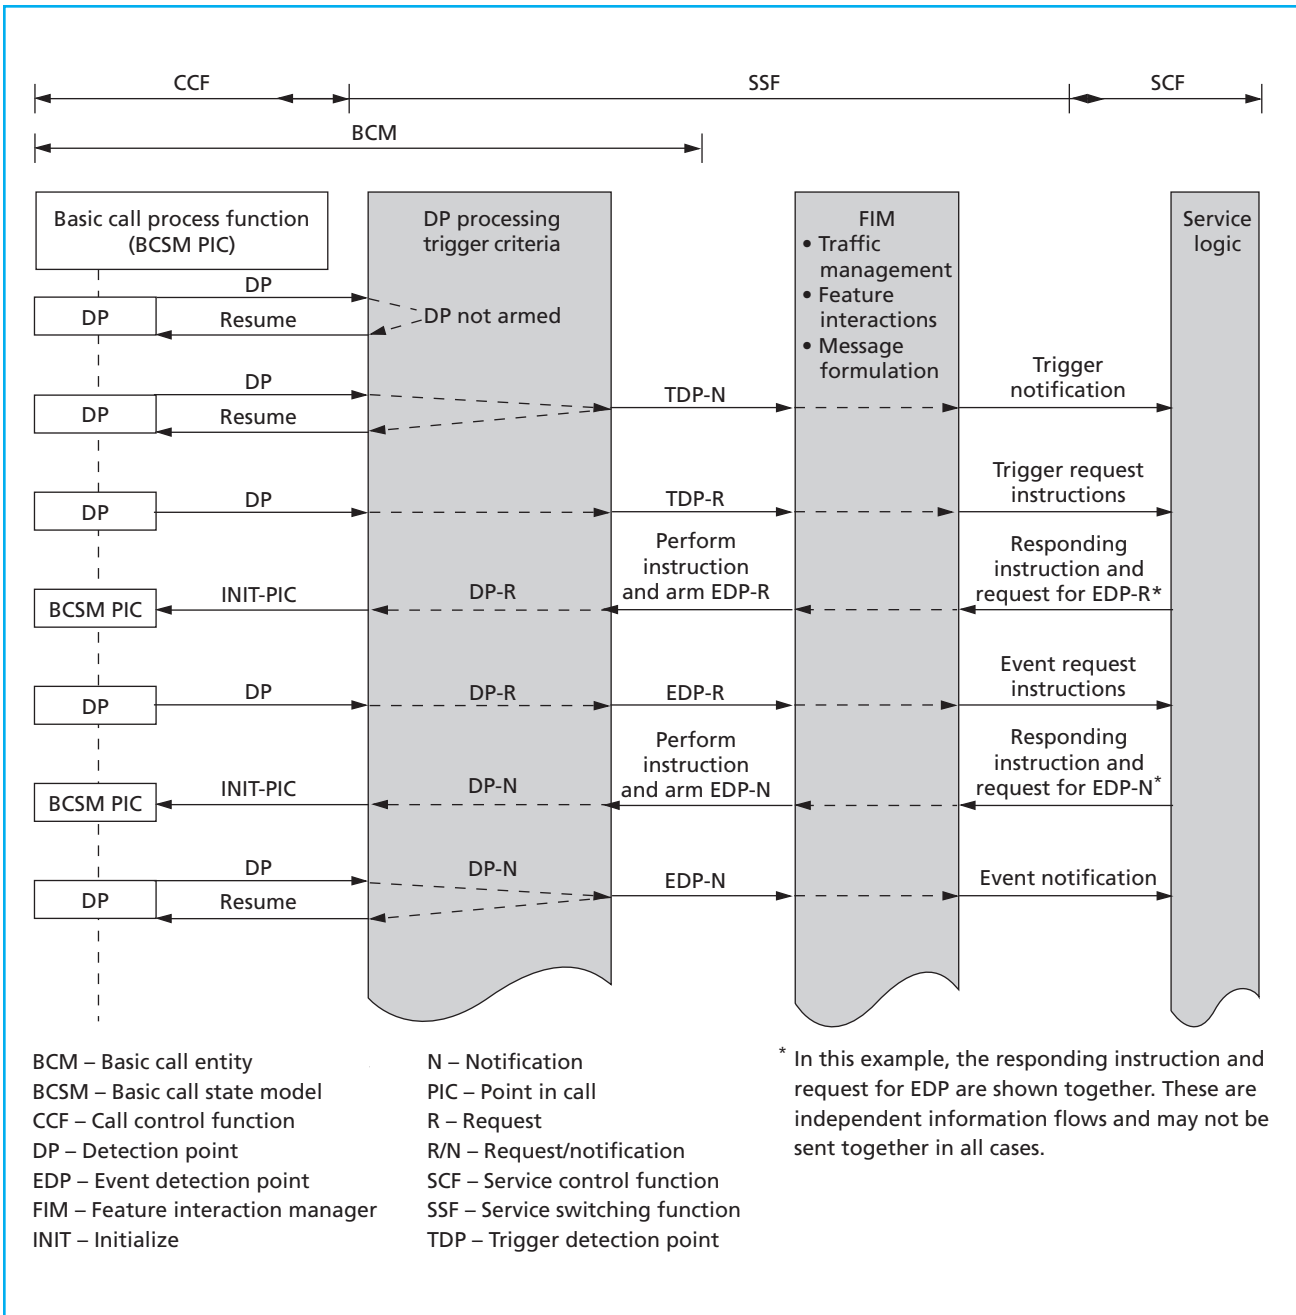 CCF
SSF
SCF
BCM
Basic call process function
(BCSM PIC)
DP processing
trigger criteria
FIM
• Traffic
management
• Feature
interactions
• Message
formulation
Service
logic
DP
DP
Resume
DP not armed
DP
DP
Resume
TDP-N
Trigger
notification
DP
DP
TDP-R
Trigger request
instructions
BCSM PIC
INIT-PIC
DP-R
Perform
instruction
and arm EDP-R
Responding
instruction and
request for EDP-R*
DP
DP
DP-R
EDP-R
Event request
instructions
BCSM PIC
INIT-PIC
DP-N
Perform
instruction
and arm EDP-N
Responding
instruction and
request for EDP-N*
DP
DP
Resume
DP-N
EDP-N
Event notification
BCM – Basic call entity
BCSM – Basic call state model
CCF – Call control function
DP – Detection point
EDP – Event detection point
FIM – Feature interaction manager
INIT – Initialize
N – Notification
PIC – Point in call
R – Request
R/N – Request/notification
SCF – Service control function
SSF – Service switching function
TDP – Trigger detection point
* In this example, the responding instruction and
request for EDP are shown together. These are
independent information flows and may not be
sent together in all cases.